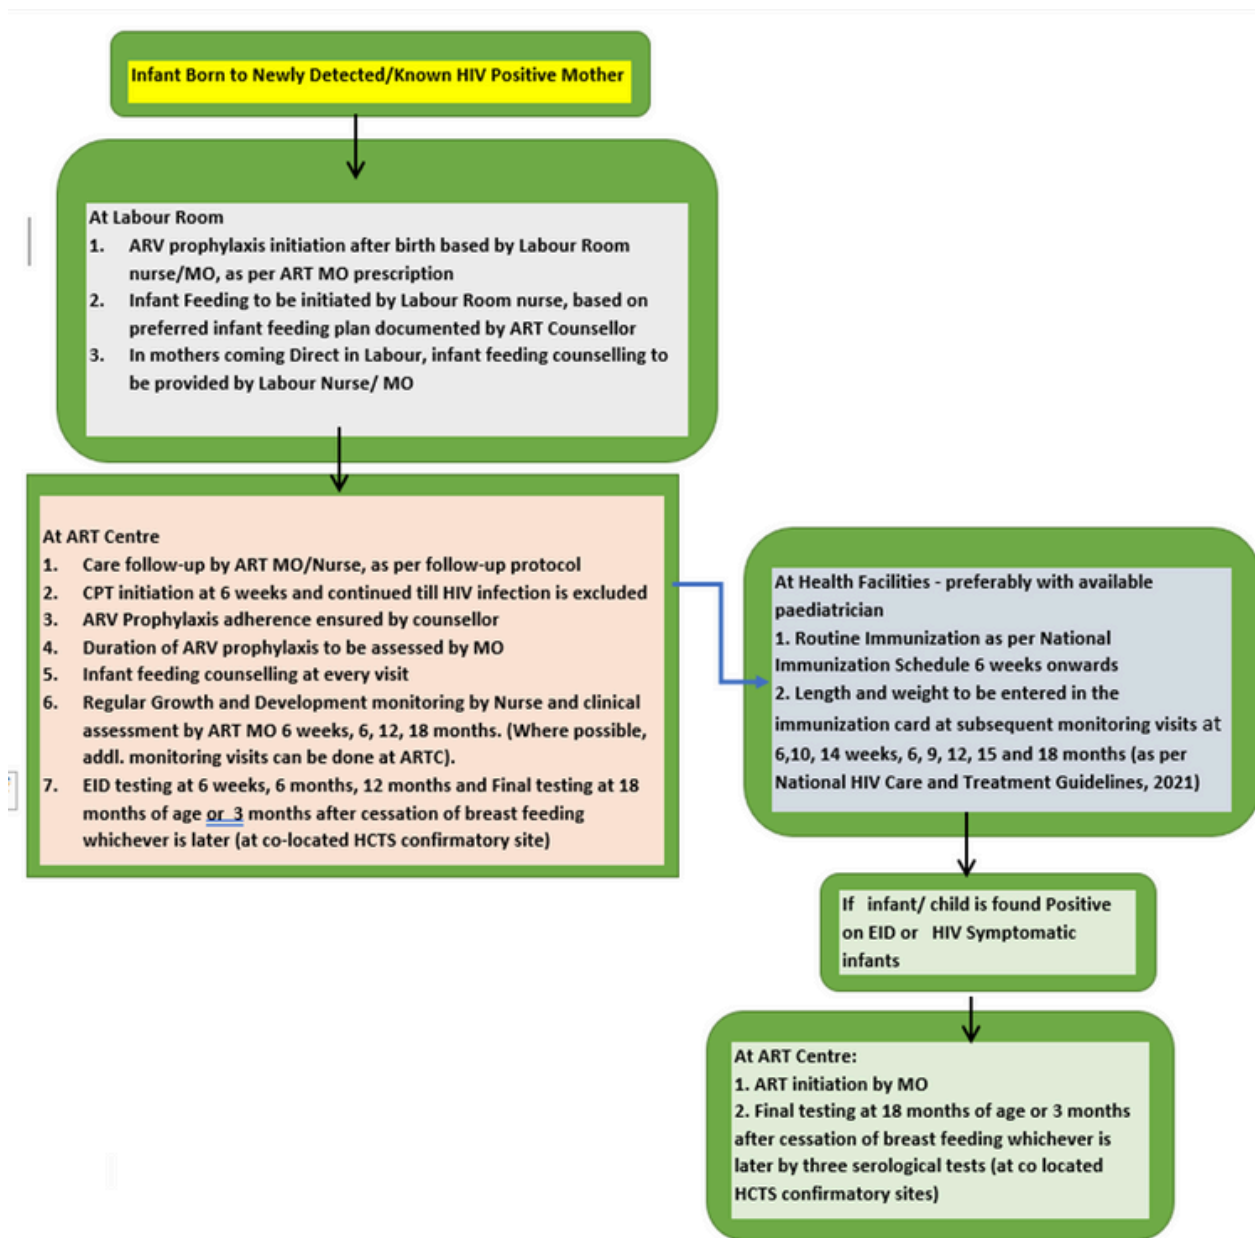 Infant Born to Newly Detected/Known HIV Positive Mother
At Labour Room
1. ARV prophylaxis initiation after birth based by Labour Room
nurse/MO, as per ART MO prescription
2. Infant Feeding to be initiated by Labour Room nurse, based on
preferred infant feeding plan documented by ART Counsellor
3. In mothers coming Direct in Labour, infant feeding counselling to
be provided by Labour Nurse/ MO
At ART Centre
1. Care follow-up by ART MO/Nurse, as per follow-up protocol
2. CPT initiation at 6 weeks and continued till HIV infection is excluded
3. ARV Prophylaxis adherence ensured by counsellor
4. Duration of ARV prophylaxis to be assessed by MO
5. Infant feeding counselling at every visit
6. Regular Growth and Development monitoring by Nurse and clinical
assessment by ART MO 6 weeks, 6, 12, 18 months. (Where possible,
addl. monitoring visits can be done at ARTC).
7. EID testing at 6 weeks, 6 months, 12 months and Final testing at 18
months of age or 3 months after cessation of breast feeding
whichever is later (at co-located HCTS confirmatory site)
At Health Facilities - preferably with available
paediatrician
1. Routine Immunization as per National
Immunization Schedule 6 weeks onwards
2. Length and weight to be entered in the
immunization card at subsequent monitoring visits at
6,10, 14 weeks, 6, 9, 12, 15 and 18 months (as per
National HIV Care and Treatment Guidelines, 2021)
If infant/ child is found Positive
on EID or HIV Symptomatic
infants
At ART Centre:
1. ART initiation by MO
2. Final testing at 18 months of age or 3 months
after cessation of breast feeding whichever is
later by three serological tests (at co located
HCTS confirmatory sites)